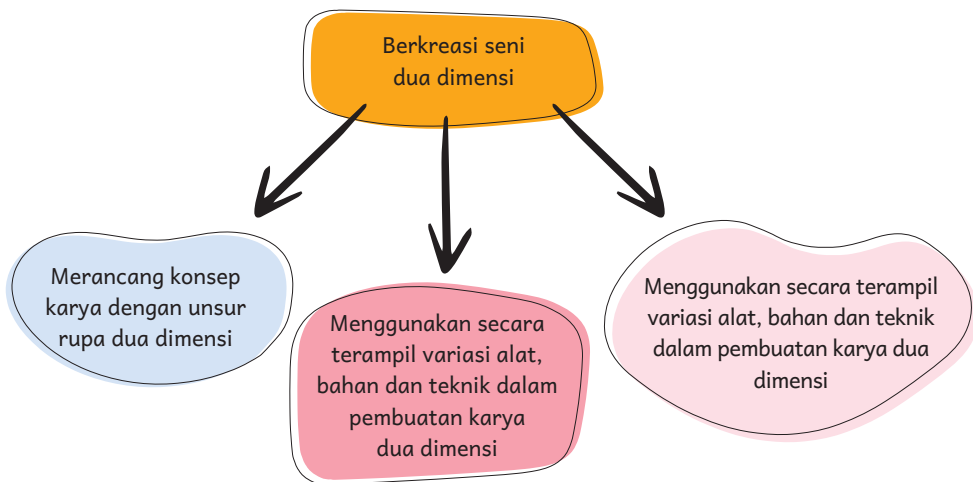 Berkreasi seni
dua dimensi
Merancang konsep
karya dengan unsur
rupa dua dimensi
Menggunakan secara
terampil variasi alat,
bahan dan teknik dalam
pembuatan karya
dua dimensi
Menggunakan secara terampil
variasi alat, bahan dan teknik
dalam pembuatan karya dua
dimensi